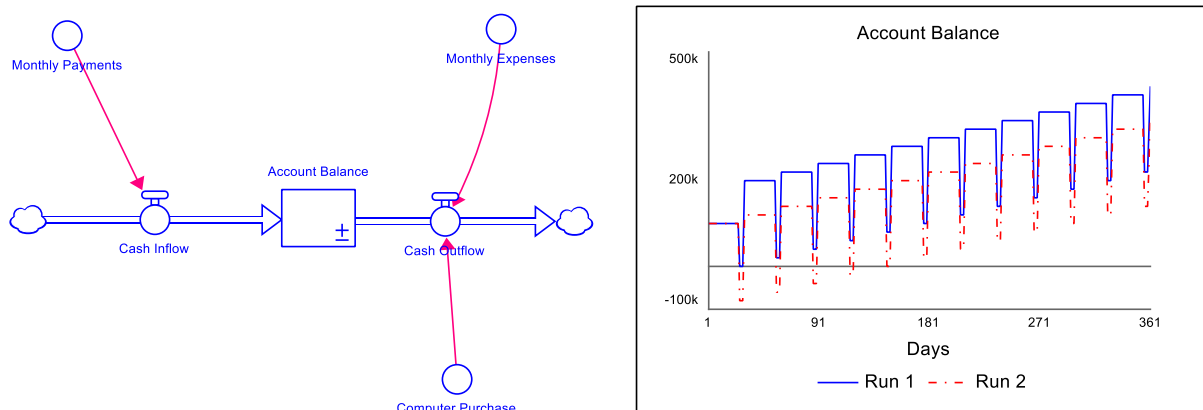 Monthly Payments
Monthly Expenses
Account Balance
Cash Inflow
Cash Outflow
Computer Purchase
Account Balance
500k
200k
-100k
1
91
181
271
361
Days
Run 1
Run 2